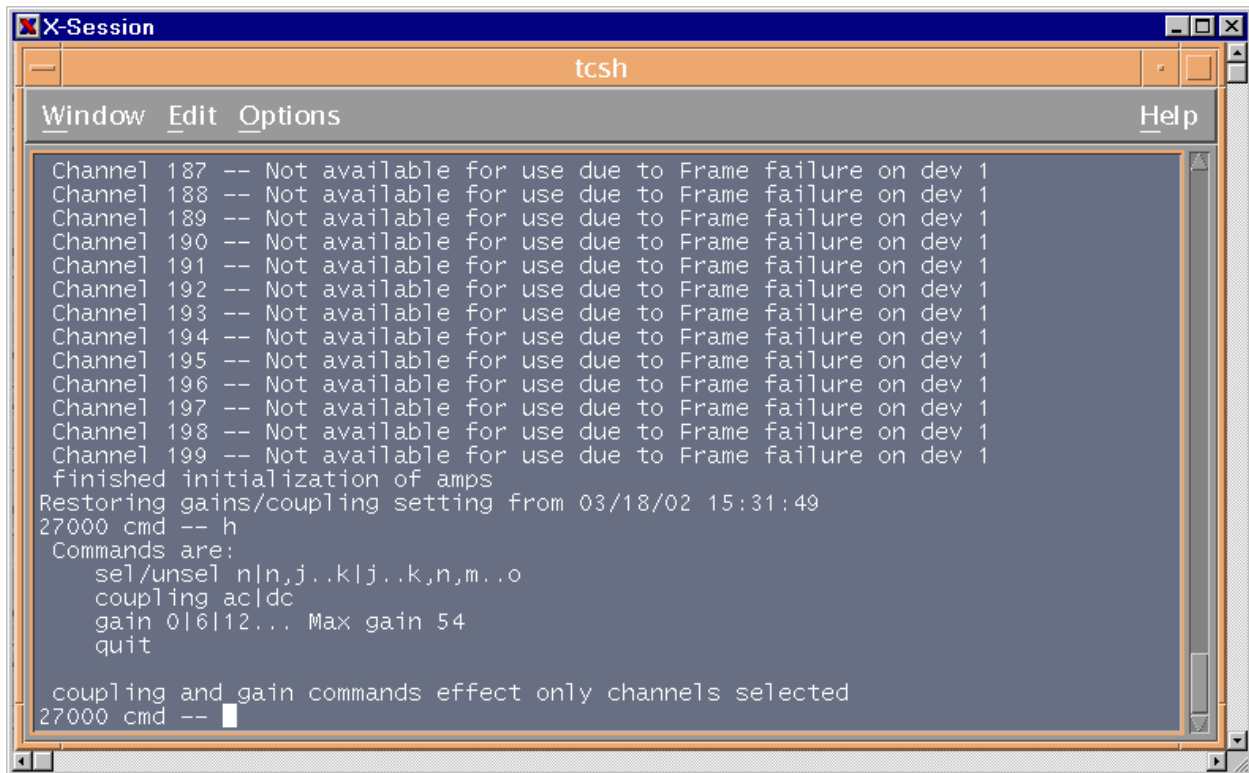 X-Session
tcsh
Window Edit Options Help
Channel 187 -- Not available for use due to Frame failure on dev 1
Channel 188 -- Not available for use due to Frame failure on dev 1
Channel 189 -- Not available for use due to Frame failure on dev 1
Channel 190 -- Not available for use due to Frame failure on dev 1
Channel 191 -- Not available for use due to Frame failure on dev 1
Channel 192 -- Not available for use due to Frame failure on dev 1
Channel 193 -- Not available for use due to Frame failure on dev 1
Channel 194 -- Not available for use due to Frame failure on dev 1
Channel 195 -- Not available for use due to Frame failure on dev 1
Channel 196 -- Not available for use due to Frame failure on dev 1
Channel 197 -- Not available for use due to Frame failure on dev 1
Channel 198 -- Not available for use due to Frame failure on dev 1
Channel 199 -- Not available for use due to Frame failure on dev 1
finished initialization of amps
Restoring gains/coupling setting from 03/18/02 15:31:49
27000 cmd -- h
Commands are:
sel/unsel n|n,j..k|j..k,n,m..o
coupling ac|dc
gain 0|6|12... Max gain 54
quit
coupling and gain commands effect only channels selected
27000 cmd --